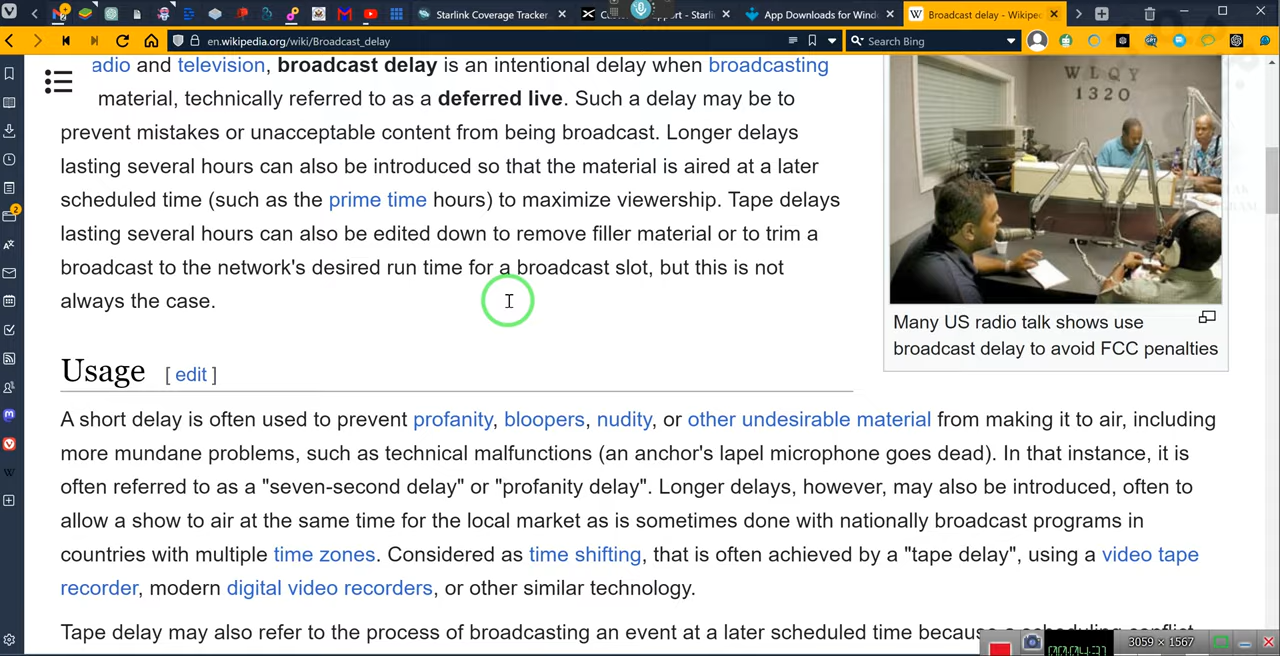 Starlink Coverage Tracker
App Downloads for Wind
Broadcast delay - Wikipe
en.wikipedia.org/wiki/Broadcast_delay
Search Bing
adio and television, broadcast delay is an intentional delay when broadcasting
material, technically referred to as a deferred live. Such a delay may be to
prevent mistakes or unacceptable content from being broadcast. Longer delays
lasting several hours can also be introduced so that the material is aired at a later
scheduled time (such as the prime time hours) to maximize viewership. Tape delays
lasting several hours can also be edited down to remove filler material or to trim a
broadcast to the network's desired run time for a broadcast slot, but this is not
always the case.
WLQY
1320
Many US radio talk shows use
broadcast delay to avoid FCC penalties
Usage [ edit ]
A short delay is often used to prevent profanity, bloopers, nudity, or other undesirable material from making it to air, including
more mundane problems, such as technical malfunctions (an anchor's lapel microphone goes dead). In that instance, it is
often referred to as a "seven-second delay" or "profanity delay". Longer delays, however, may also be introduced, often to
allow a show to air at the same time for the local market as is sometimes done with nationally broadcast programs in
countries with multiple time zones. Considered as time shifting, that is often achieved by a "tape delay", using a video tape
recorder, modern digital video recorders, or other similar technology.
Tape delay may also refer to the process of broadcasting an event at a later scheduled time because a scheduling conflict
3059 × 1567
00:04:31